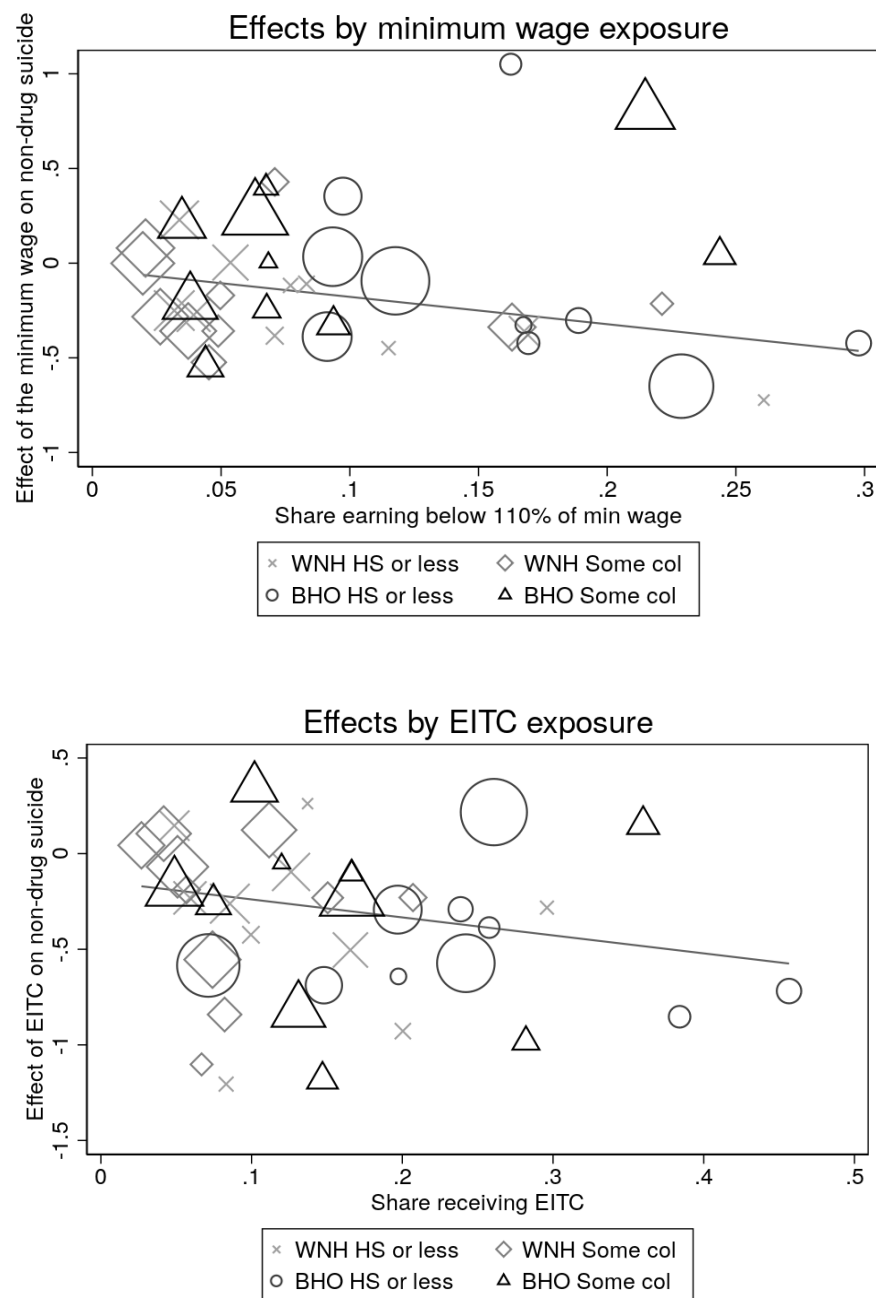 Effects by minimum wage exposure
Effect of the minimum wage on non-drug suicide
1
.5
0
-.5
-1
0 .05 .1 .15 .2 .25 .3
Share earning below 110% of min wage
WNH HS or less WNH Some col
BHO HS or less BHO Some col
Effects by EITC exposure
Effect of EITC on non-drug suicide
.5
0
-.5
-1
-1.5
0 .1 .2 .3 .4 .5
Share receiving EITC
WNH HS or less WNH Some col
BHO HS or less BHO Some col